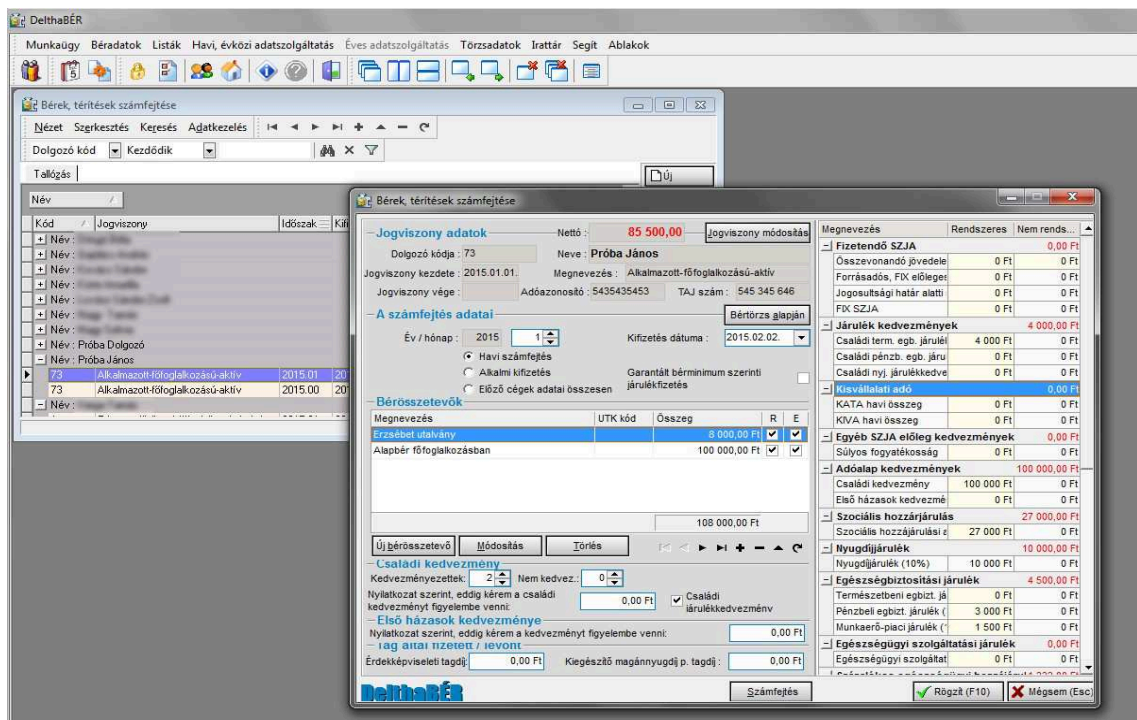 DelthaBÉR
Munkaügy Béradatok Listák Havi, évközi adatszolgáltatás Éves adatszolgáltatás Törzsadatok Irattár Segít Ablakok
Bérek, térítések számfejtése
Nézet Szerkesztés Keresés Adatkezelés
Dolgozó kód Kezdődik
Tallózás
Új
Név
Kód Jogviszony Időszak Kifi
Név :
Név :
Név :
Név :
Név :
Név :
Név :
Név : Próba Dolgozó
Név : Próba János
73 Alkalmazott-főfoglalkozású-aktív 2015.01 201
73 Alkalmazott-főfoglalkozású-aktív 2015.00 201
Név :
Bérek, térítések számfejtése
Jogviszony adatok Nettó : 85 500,00 Jogviszony módosítás
Dolgozó kódja : 73 Neve : Próba János
Jogviszony kezdete : 2015.01.01. Megnevezés : Alkalmazott-főfoglalkozású-aktív
Jogviszony vége : Adóazonosító : 5435435453 TAJ szám : 545 345 646
A számfejtés adatai Bértörzs alapján
Év / hónap : 2015 1 Kifizetés dátuma : 2015.02.02.
Havi számfejtés
Alkalmi kifizetés
Előző cégek adatai összesen
Garantált bérminimum szerinti
járulékfizetés
Bérösszetevők
Megnevezés UTK kód Összeg R E
Erzsébet utalvány 8 000,00 Ft
Alapbér főfoglalkozásban 100 000,00 Ft
108 000,00 Ft
Új bérösszetevő Módosítás Törlés
Családi kedvezmény
Kedvezményezettek: 2 Nem kedvez.: 0
Nyilatkozat szerint, eddig kérem a családi
kedvezményt figyelembe venni: 0,00 Ft
Családi
járulékkedvezmény
Első házasok kedvezménye
Nyilatkozat szerint, eddig kérem a kedvezményt figyelembe venni: 0,00 Ft
Tag által fizetett / levont
Érdekképviseleti tagdíj: 0,00 Ft Kiegészítő magánnyugdíj p. tagdíj : 0,00 Ft
DelthaBÉR
Számfejtés
Megnevezés Rendszeres Nem rends...
Fizetendő SZJA 0,00 Ft
Összevonandó jövedele 0 Ft 0 Ft
Forrásadós, FIX előleges 0 Ft 0 Ft
Jogosultsági határ alatti 0 Ft 0 Ft
FIX SZJA 0 Ft 0 Ft
Járulék kedvezmények 4 000,00 Ft
Családi term. egb. járulél 4 000 Ft 0 Ft
Családi pénzb. egb. járu 0 Ft 0 Ft
Családi nyj. járulékkedve 0 Ft 0 Ft
Kisvállalati adó 0,00 Ft
KATA havi összeg 0 Ft 0 Ft
KIVA havi összeg 0 Ft 0 Ft
Egyéb SZJA előleg kedvezmények 0,00 Ft
Súlyos fogyatékosság 0 Ft 0 Ft
Adóalap kedvezmények 100 000,00 Ft
Családi kedvezmény 100 000 Ft 0 Ft
Első házasok kedvezmé 0 Ft 0 Ft
Szociális hozzárjárulás 27 000,00 Ft
Szociális hozzájárulási a 27 000 Ft 0 Ft
Nyugdíjjárulék 10 000,00 Ft
Nyugdíjjárulék (10%) 10 000 Ft 0 Ft
Egészségbiztosítási járulék 4 500,00 Ft
Természetbeni egbizt. já 0 Ft 0 Ft
Pénzbeli egbizt. járulék ( 3 000 Ft 0 Ft
Munkaerő-piaci járulék ( 1 500 Ft 0 Ft
Egészségügyi szolgáltatási járulék 0,00 Ft
Egészségügyi szolgáltat 0 Ft 0 Ft
Rögzít (F10) Mégsem (Esc)